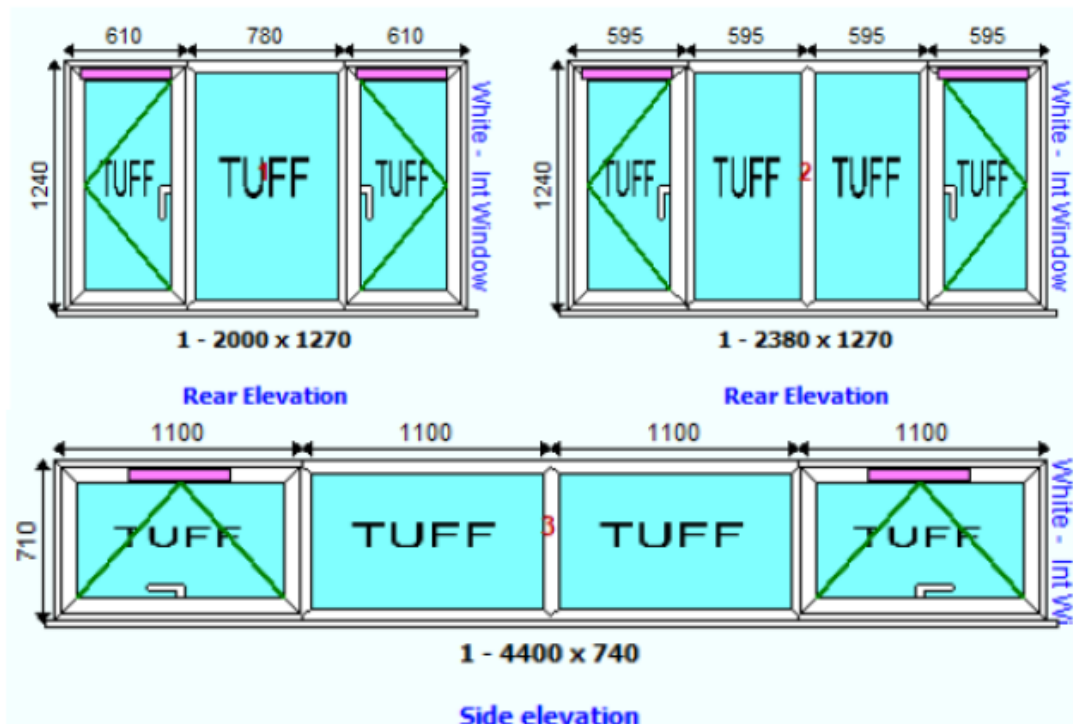 610 780 610
1240
TUFF TUFF TUFF
1
White - Int Window
1 - 2000 x 1270
Rear Elevation
595 595 595 595
1240
TUFF TUFF TUFF TUFF
2
White - Int Window
1 - 2380 x 1270
Rear Elevation
1100 1100 1100 1100
710
TUFF TUFF TUFF TUFF
3
White - Int Wi
1 - 4400 x 740
Side elevation